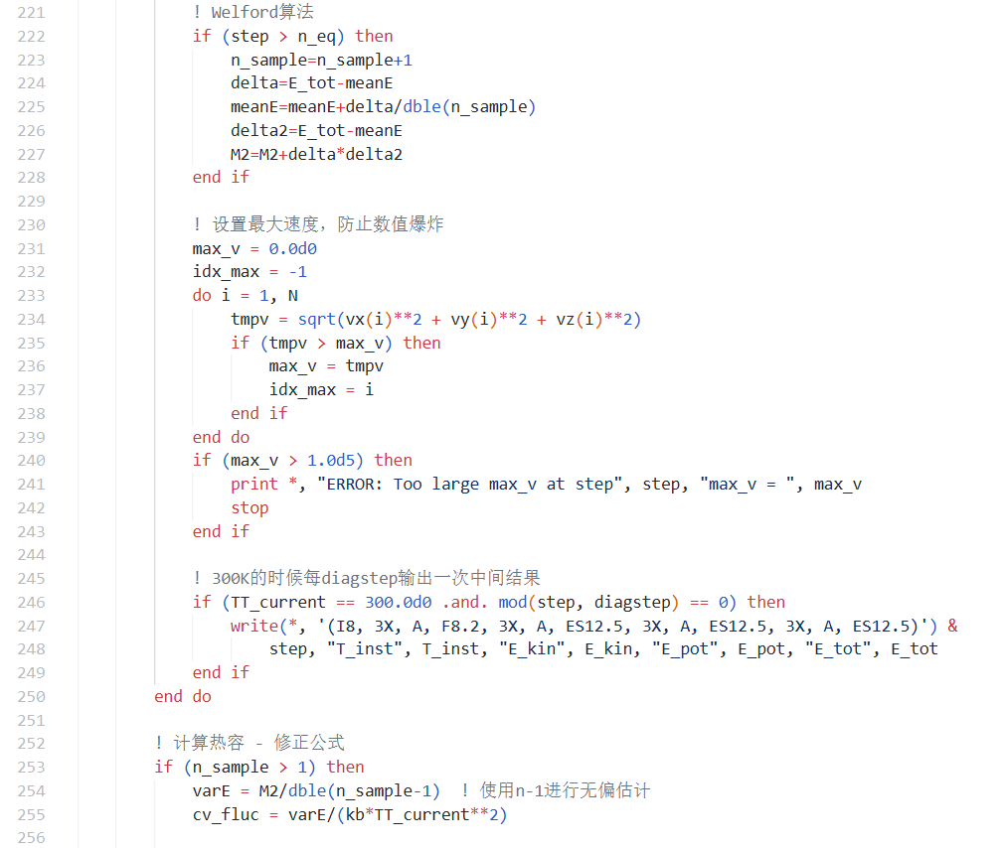 221 ! Welford算法
222 if (step > n_eq) then
223 n_sample=n_sample+1
224 delta=E_tot-meanE
225 meanE=meanE+delta/dble(n_sample)
226 delta2=E_tot-meanE
227 M2=M2+delta*delta2
228 end if
229
230 ! 设置最大速度，防止数值爆炸
231 max_v = 0.0d0
232 idx_max = -1
233 do i = 1, N
234 tmpv = sqrt(vx(i)**2 + vy(i)**2 + vz(i)**2)
235 if (tmpv > max_v) then
236 max_v = tmpv
237 idx_max = i
238 end if
239 end do
240 if (max_v > 1.0d5) then
241 print *, "ERROR: Too large max_v at step", step, "max_v = ", max_v
242 stop
243 end if
244
245 ! 300K的时候每diagstep输出一次中间结果
246 if (TT_current == 300.0d0 .and. mod(step, diagstep) == 0) then
247 write(*, '(I8, 3X, A, F8.2, 3X, A, ES12.5, 3X, A, ES12.5, 3X, A, ES12.5)') &
248 step, "T_inst", T_inst, "E_kin", E_kin, "E_pot", E_pot, "E_tot", E_tot
249 end if
250 end do
251
252 ! 计算热容 - 修正公式
253 if (n_sample > 1) then
254 varE = M2/dble(n_sample-1) ! 使用n-1进行无偏估计
255 cv_fluc = varE/(kb*TT_current**2)
256